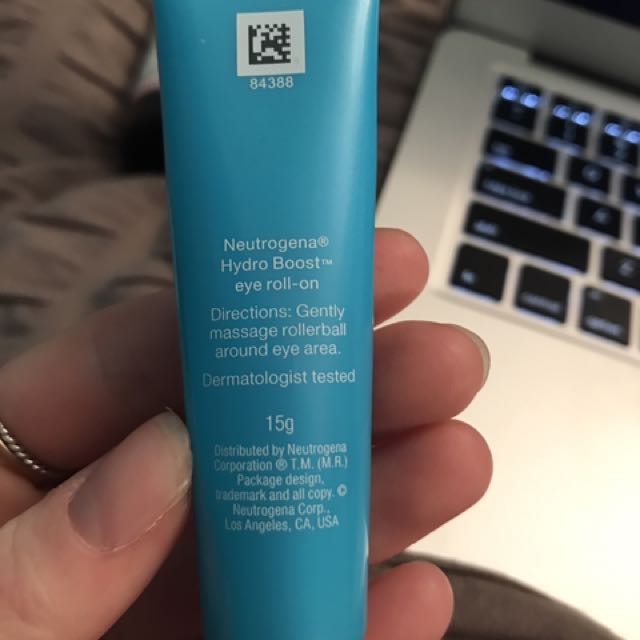 84388
Neutrogena®
Hydro Boost™
eye roll-on
Directions: Gently
massage rollerball
around eye area.
Dermatologist tested
15g
Distributed by Neutrogena
Corporation ® T.M. (M.R.)
Package design,
trademark and all copy. ©
Neutrogena Corp.,
Los Angeles, CA, USA